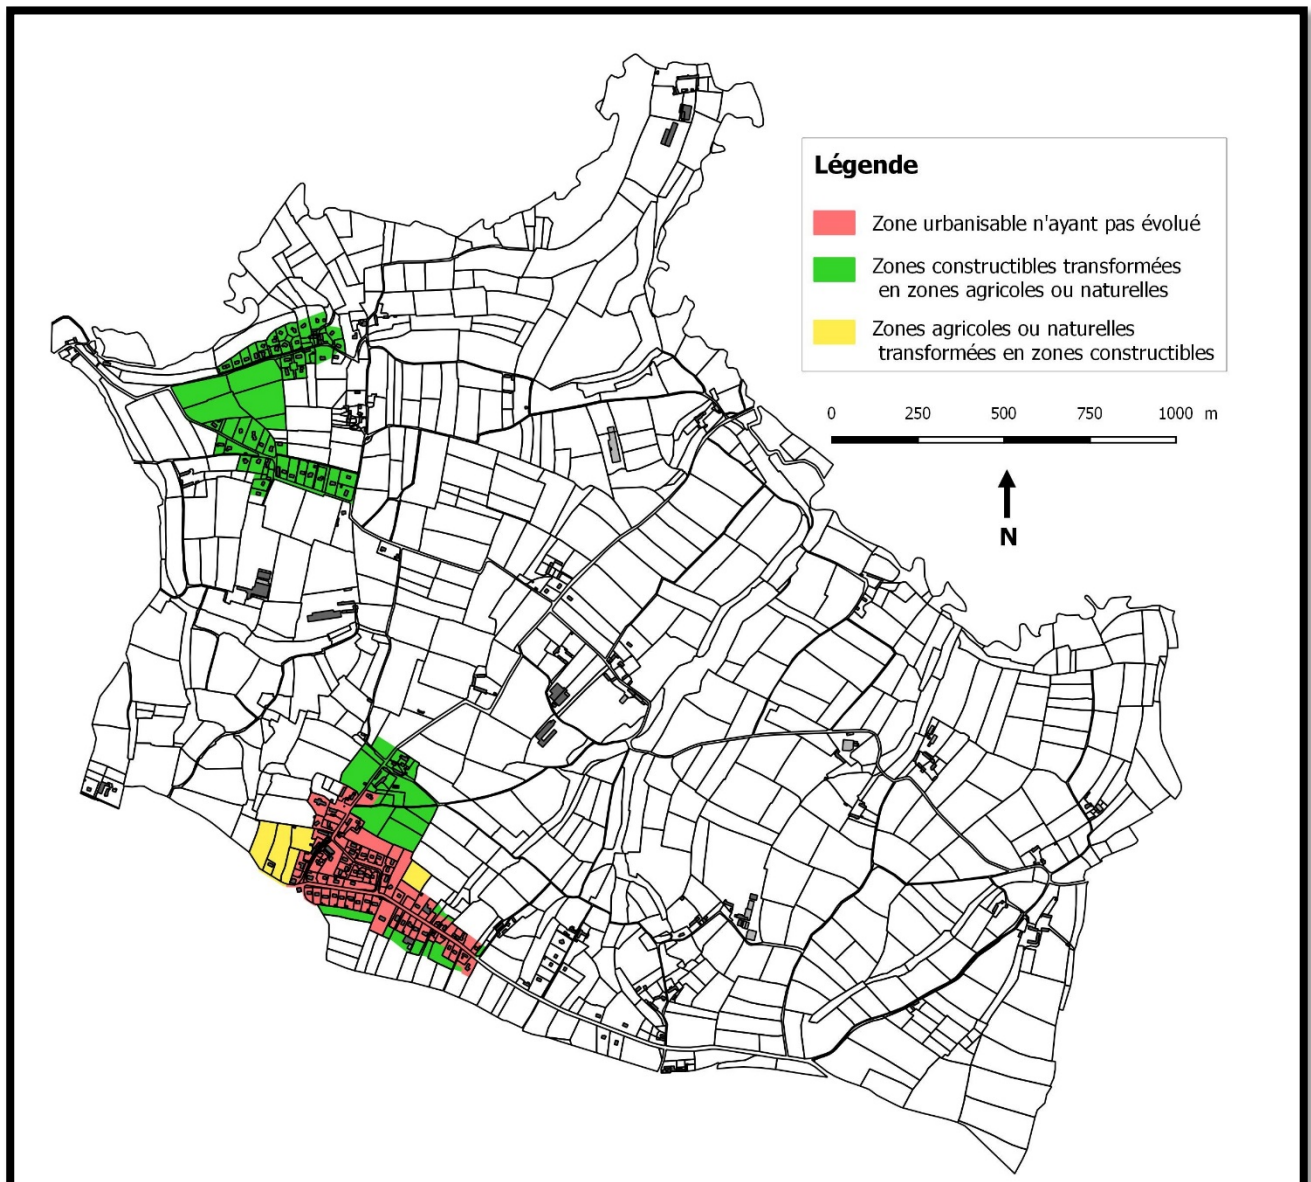 Légende
Zone urbanisable n'ayant pas évolué
Zones constructibles transformées
en zones agricoles ou naturelles
Zones agricoles ou naturelles
transformées en zones constructibles
0 250 500 750 1000 m
N